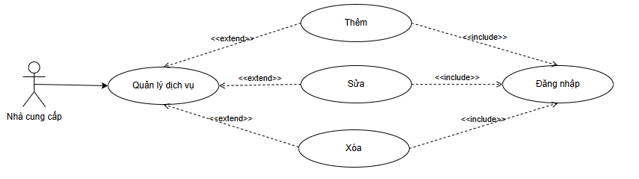 Thêm
<<extend>>
<<include>>
Quản lý dịch vụ
<<extend>>
Sửa
<<include>>
Đăng nhập
Nhà cung cấp
<<extend>>
<<include>>
Xóa